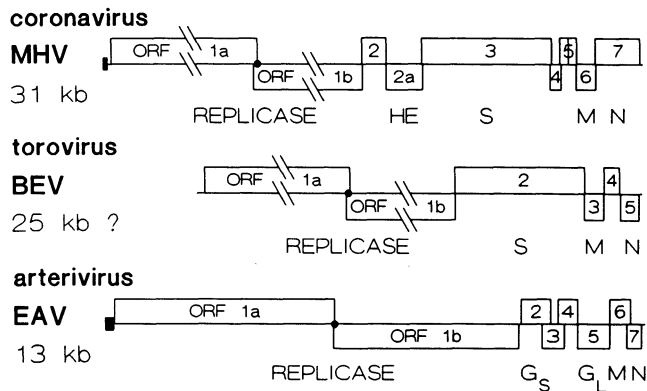 coronavirus
MHV
31 kb
ORF 1a
ORF 1b
2
2a
3
4
5
6
7
REPLICASE HE S M N
torovirus
BEV
25 kb ?
ORF 1a
ORF 1b
2
3
4
5
REPLICASE S M N
arterivirus
EAV
13 kb
ORF 1a
ORF 1b
2
3
4
5
6
7
REPLICASE GS GL M N